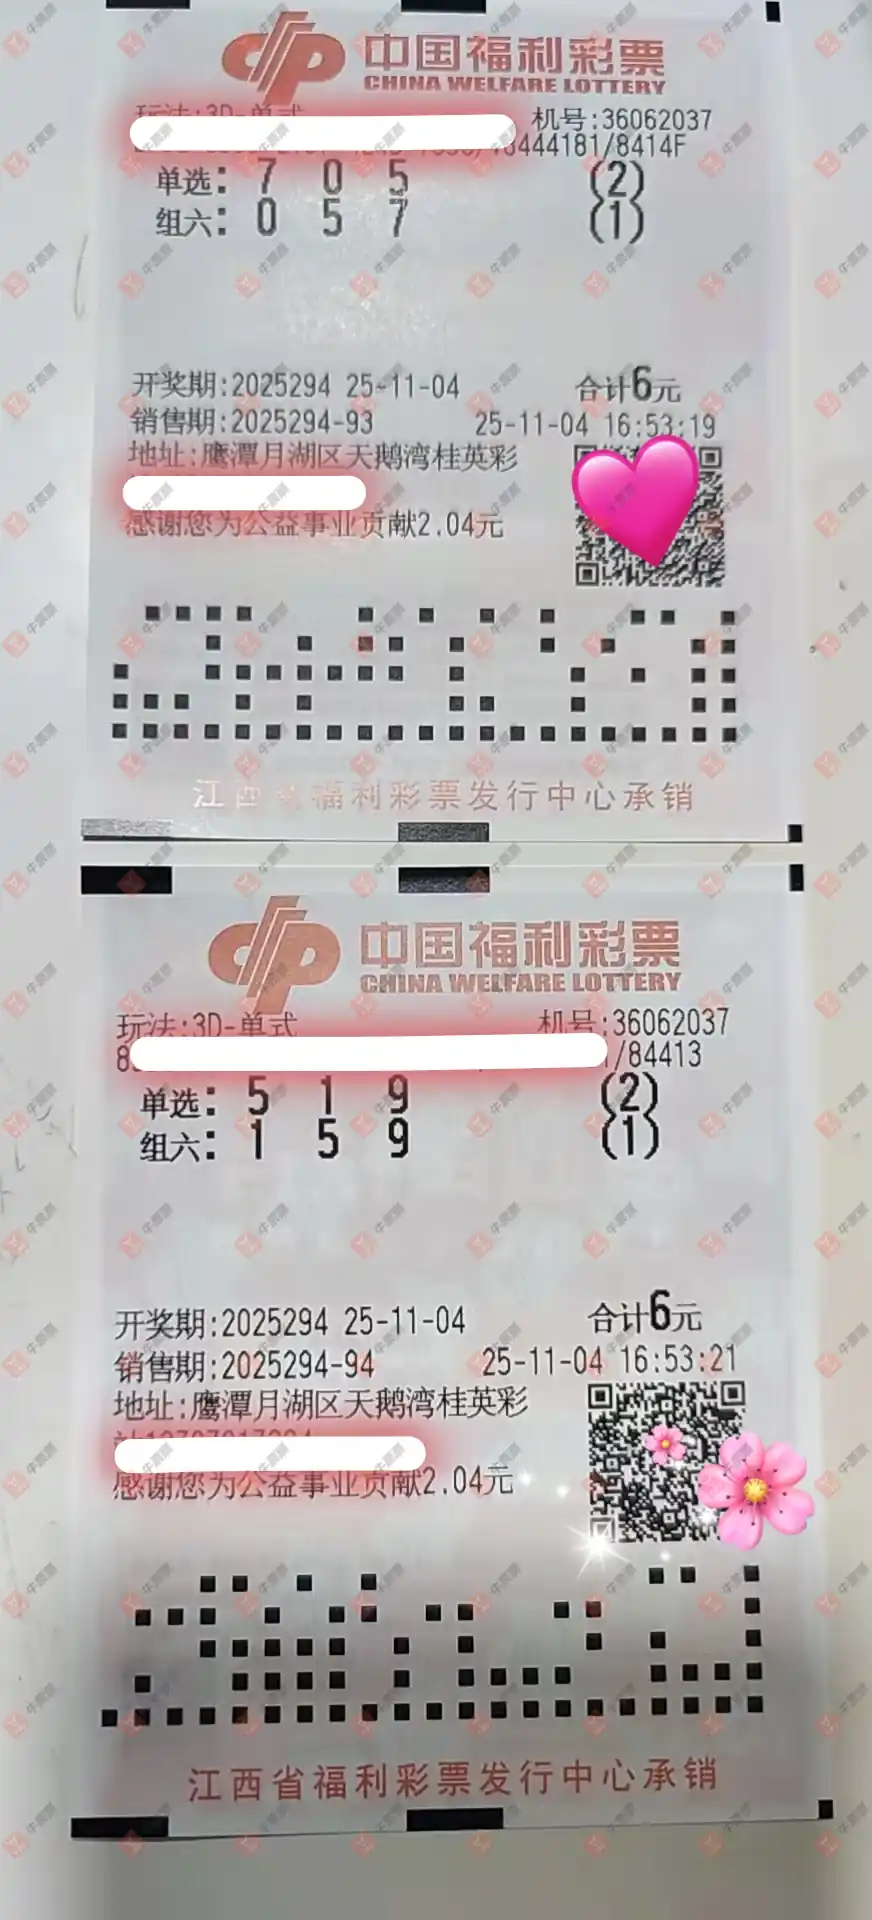 中国福利彩票
CHINA WELFARE LOTTERY
玩法:3D-单式 机号:36062037
8444181/8414F
单选: 7 0 5 (2)
组六: 0 5 7 (1)
开奖期:2025294 25-11-04 合计6元
销售期:2025294-93 25-11-04 16:53:19
地址:鹰潭月湖区天鹅湾桂英彩
感谢您为公益事业贡献2.04元
江西省福利彩票发行中心承销
中国福利彩票
CHINA WELFARE LOTTERY
玩法:3D-单式 机号:36062037
/84413
单选: 5 1 9 (2)
组六: 1 5 9 (1)
开奖期:2025294 25-11-04 合计6元
销售期:2025294-94 25-11-04 16:53:21
地址:鹰潭月湖区天鹅湾桂英彩
感谢您为公益事业贡献2.04元
江西省福利彩票发行中心承销